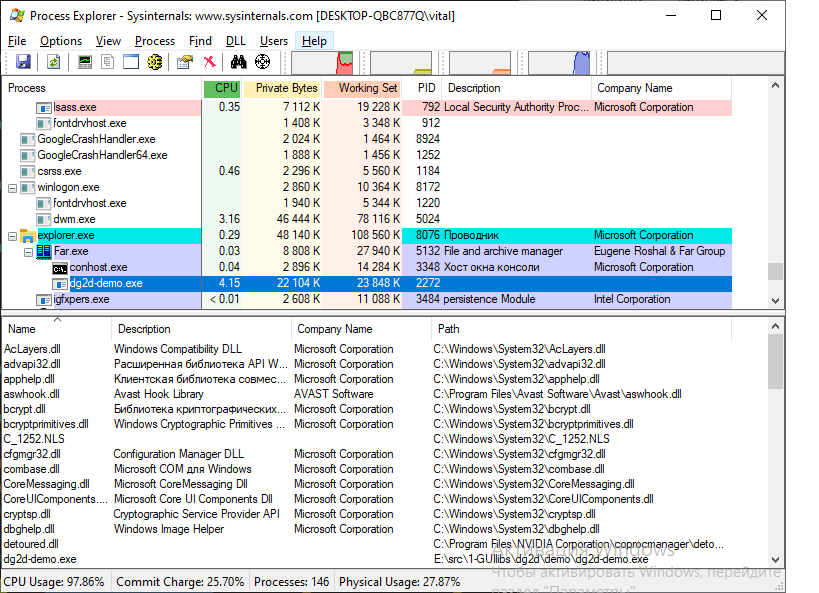 Process Explorer - Sysinternals: www.sysinternals.com [DESKTOP-QBC877Q\vital]
File Options View Process Find DLL Users Help
Process CPU Private Bytes Working Set PID Description Company Name
lsass.exe 0.35 7 112 K 19 228 K 792 Local Security Authority Proc... Microsoft Corporation
fontdrvhost.exe 1 408 K 3 348 K 912
GoogleCrashHandler.exe 2 024 K 1 464 K 8924
GoogleCrashHandler64.exe 1 888 K 1 456 K 1252
csrss.exe 0.46 2 296 K 5 560 K 1184
winlogon.exe 2 860 K 10 364 K 8172
fontdrvhost.exe 1 940 K 5 344 K 1220
dwm.exe 3.16 46 444 K 78 116 K 5024
explorer.exe 0.29 48 140 K 108 560 K 8076 Проводник Microsoft Corporation
Far.exe 0.03 8 808 K 27 940 K 5132 File and archive manager Eugene Roshal & Far Group
conhost.exe 0.04 2 896 K 14 284 K 3348 Хост окна консоли Microsoft Corporation
dg2d-demo.exe 4.15 22 104 K 23 848 K 2272
igfxpers.exe < 0.01 2 608 K 11 088 K 3484 persistence Module Intel Corporation
Name Description Company Name Path
AcLayers.dll Windows Compatibility DLL Microsoft Corporation C:\Windows\System32\AcLayers.dll
advapi32.dll Расширенная библиотека API W... Microsoft Corporation C:\Windows\System32\advapi32.dll
apphelp.dll Клиентская библиотека совмес... Microsoft Corporation C:\Windows\System32\apphelp.dll
aswhook.dll Avast Hook Library AVAST Software C:\Program Files\Avast Software\Avast\aswhook.dll
bcrypt.dll Библиотека криптографических... Microsoft Corporation C:\Windows\System32\bcrypt.dll
bcryptprimitives.dll Windows Cryptographic Primitives ... Microsoft Corporation C:\Windows\System32\bcryptprimitives.dll
C_1252.NLS C:\Windows\System32\C_1252.NLS
cfgmgr32.dll Configuration Manager DLL Microsoft Corporation C:\Windows\System32\cfgmgr32.dll
combase.dll Microsoft COM для Windows Microsoft Corporation C:\Windows\System32\combase.dll
CoreMessaging.dll Microsoft CoreMessaging Dll Microsoft Corporation C:\Windows\System32\CoreMessaging.dll
CoreUIComponents.... Microsoft Core UI Components Dll Microsoft Corporation C:\Windows\System32\CoreUIComponents.dll
cryptsp.dll Cryptographic Service Provider API Microsoft Corporation C:\Windows\System32\cryptsp.dll
dbghelp.dll Windows Image Helper Microsoft Corporation C:\Windows\System32\dbghelp.dll
detoured.dll C:\Program Files\NVIDIA Corporation\coprocmanager\deto...
Активация Windows
dg2d-demo.exe E:\src\1-GUIlibs\dg2d\demo\dg2d-demo.exe
Чтобы активировать Windows, перейдите
раздел "Параметры".
CPU Usage: 97.86% Commit Charge: 25.70% Processes: 146 Physical Usage: 27.87%